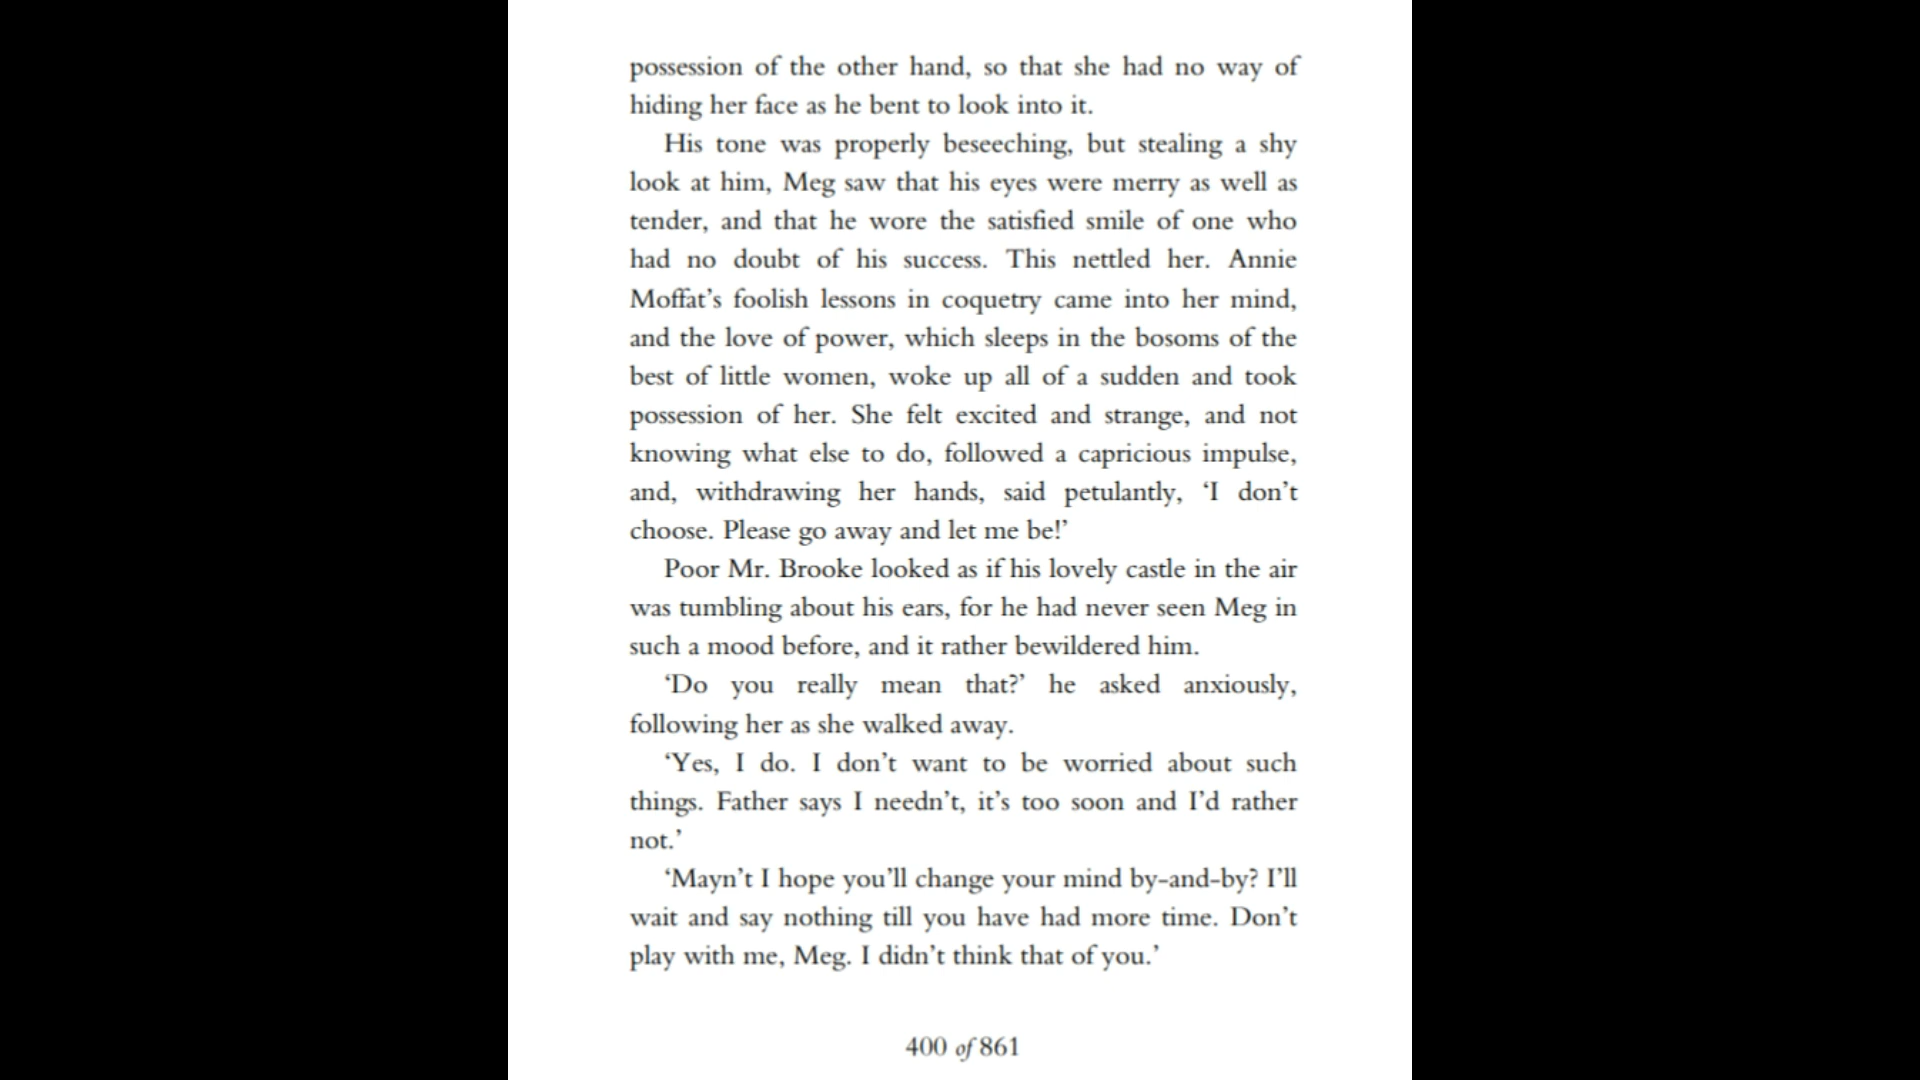 possession of the other hand, so that she had no way of
hiding her face as he bent to look into it.
His tone was properly beseeching, but stealing a shy
look at him, Meg saw that his eyes were merry as well as
tender, and that he wore the satisfied smile of one who
had no doubt of his success. This nettled her. Annie
Moffat’s foolish lessons in coquetry came into her mind,
and the love of power, which sleeps in the bosoms of the
best of little women, woke up all of a sudden and took
possession of her. She felt excited and strange, and not
knowing what else to do, followed a capricious impulse,
and, withdrawing her hands, said petulantly, ‘I don’t
choose. Please go away and let me be!’
Poor Mr. Brooke looked as if his lovely castle in the air
was tumbling about his ears, for he had never seen Meg in
such a mood before, and it rather bewildered him.
‘Do you really mean that?’ he asked anxiously,
following her as she walked away.
‘Yes, I do. I don’t want to be worried about such
things. Father says I needn’t, it’s too soon and I’d rather
not.’
‘Mayn’t I hope you’ll change your mind by-and-by? I’ll
wait and say nothing till you have had more time. Don’t
play with me, Meg. I didn’t think that of you.’
400 of 861